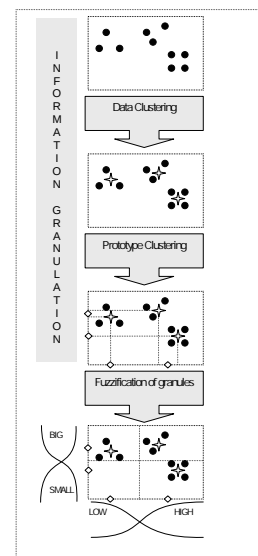 INFORMATION GRANULATION
Data Clustering
Prototype Clustering
Fuzzification of granules
BIG
SMALL
LOW
HIGH